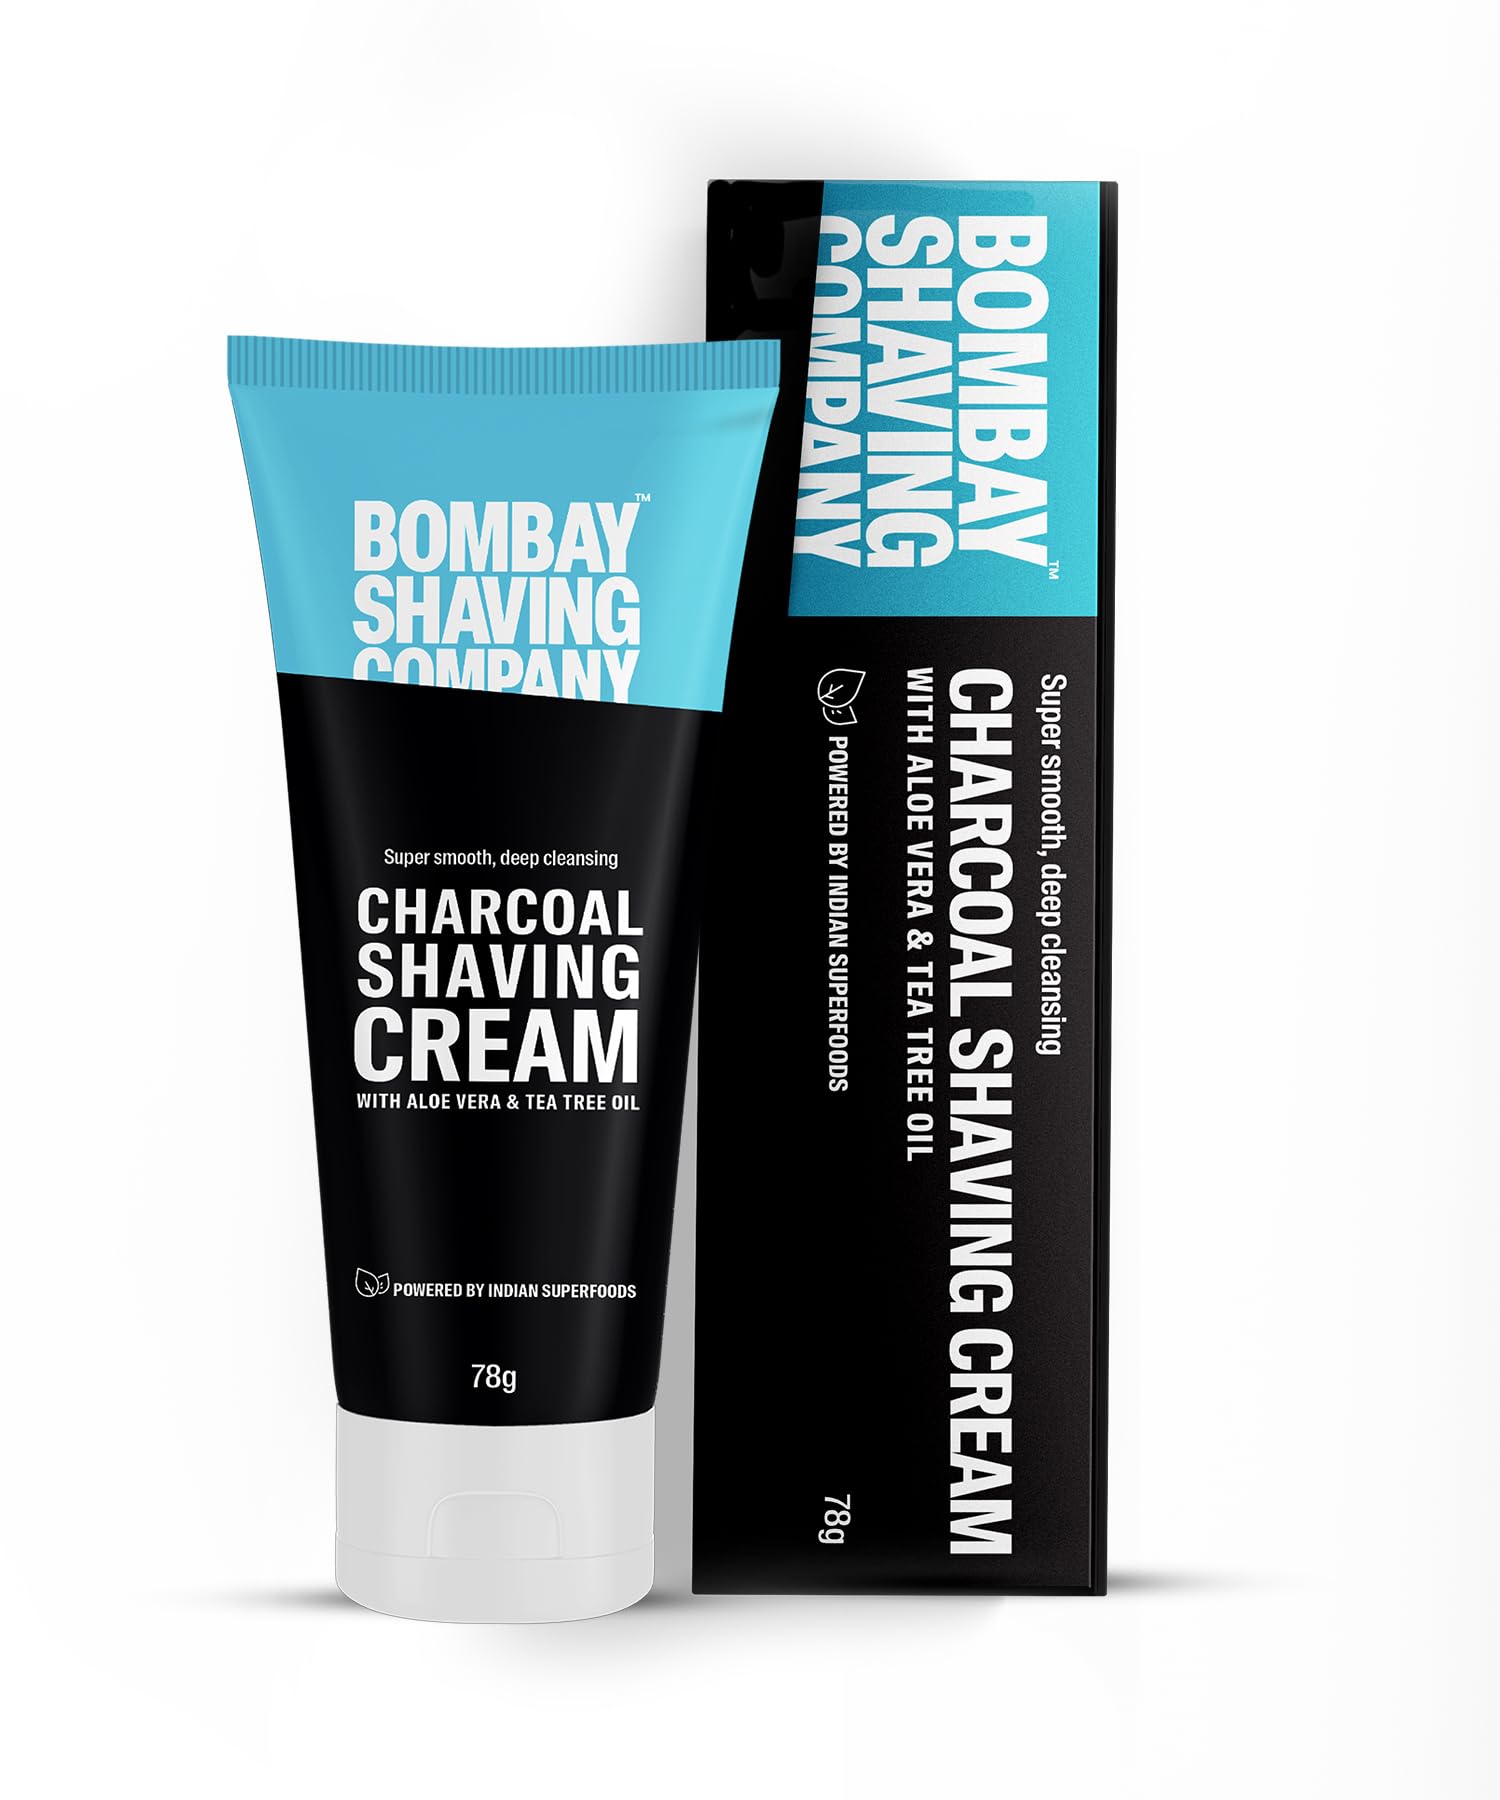 BOMBAY™
SHAVING
COMPANY
Super smooth, deep cleansing
CHARCOAL
SHAVING
CREAM
WITH ALOE VERA & TEA TREE OIL
POWERED BY INDIAN SUPERFOODS
78g
BOMBAY™
SHAVING
COMPANY
Super smooth, deep cleansing
CHARCOAL SHAVING CREAM
WITH ALOE VERA & TEA TREE OIL
POWERED BY INDIAN SUPERFOODS
78g